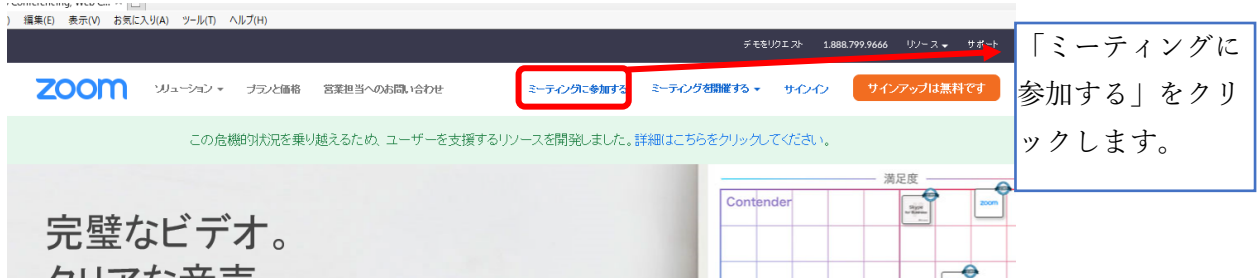 編集(E) 表示(V) お気に入り(A) ツール(T) ヘルプ(H)
デモをリクエスト 1.888.799.9666 リソース サポート
zoom ソリューション プランと価格 営業担当へのお問い合わせ ミーティングに参加する ミーティングを開催する サインイン サインアップは無料です
この危機的状況を乗り越えるため、ユーザーを支援するリソースを開発しました。詳細はこちらをクリックしてください。
満足度
Contender
zoom
完璧なビデオ。
クリアな音声
「ミーティングに
参加する」をクリ
ックします。